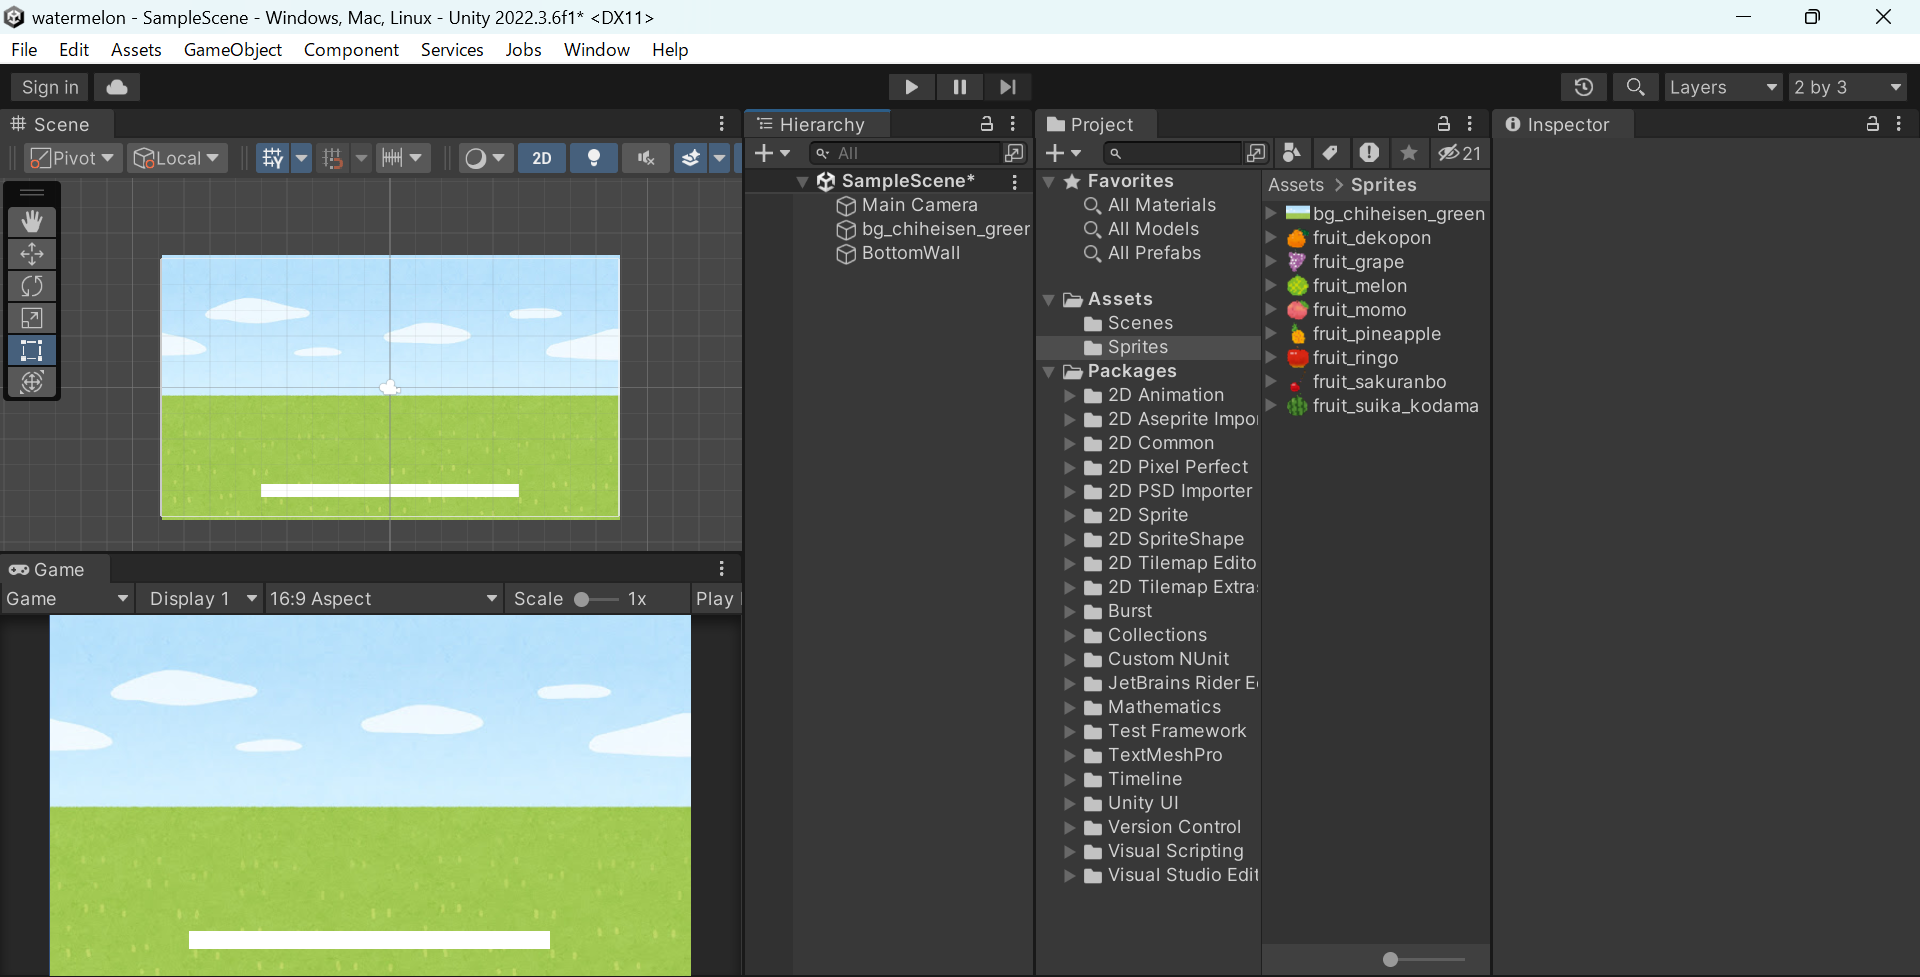 watermelon - SampleScene - Windows, Mac, Linux - Unity 2022.3.6f1* <DX11>
File Edit Assets GameObject Component Services Jobs Window Help
Sign in
Layers
2 by 3
Scene
Pivot
Local
2D
Game
Game
Display 1
16:9 Aspect
Scale
1x
Play
Hierarchy
All
SampleScene*
Main Camera
bg_chiheisen_greer
BottomWall
Project
21
Favorites
All Materials
All Models
All Prefabs
Assets
Scenes
Sprites
Packages
2D Animation
2D Aseprite Impo
2D Common
2D Pixel Perfect
2D PSD Importer
2D Sprite
2D SpriteShape
2D Tilemap Edito
2D Tilemap Extra
Burst
Collections
Custom NUnit
JetBrains Rider E
Mathematics
Test Framework
TextMeshPro
Timeline
Unity UI
Version Control
Visual Scripting
Visual Studio Edit
Assets > Sprites
bg_chiheisen_green
fruit_dekopon
fruit_grape
fruit_melon
fruit_momo
fruit_pineapple
fruit_ringo
fruit_sakuranbo
fruit_suika_kodama
Inspector